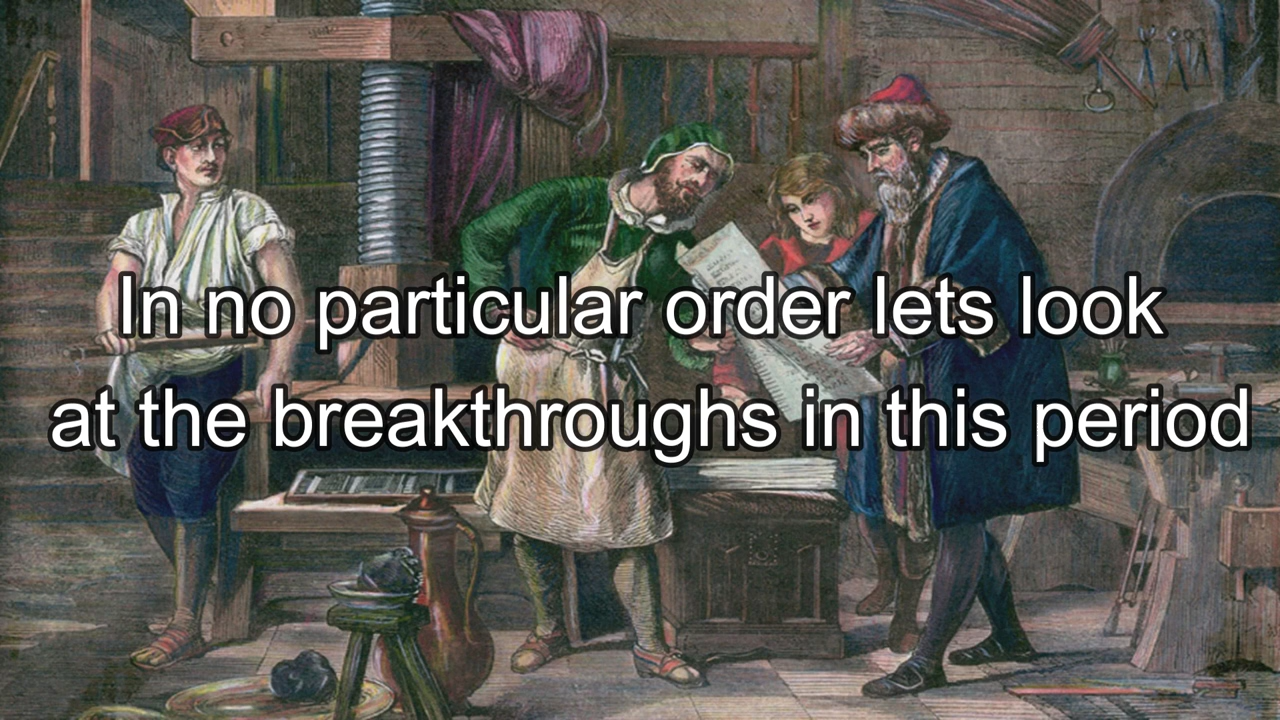 In no particular order lets look
at the breakthroughs in this period